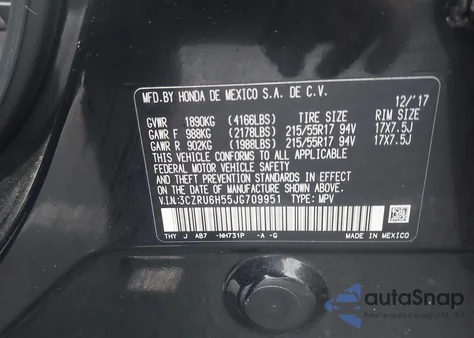 MFD.BY HONDA DE MEXICO S.A. DE C.V. 12/'17
GVWR 1890KG (4166LBS) TIRE SIZE RIM SIZE
GAWR F 988KG (2178LBS) 215/55R17 94V 17X7.5J
GAWR R 902KG (1988LBS) 215/55R17 94V 17X7.5J
THIS VEHICLE CONFORMS TO ALL APPLICABLE
FEDERAL MOTOR VEHICLE SAFETY
AND THEFT PREVENTION STANDARDS IN EFFECT
ON THE DATE OF MANUFACTURE SHOWN ABOVE.
V.I.N:3CZRU6H55JG709951 TYPE: MPV
THY J AB7 -NH731P -A -G MADE IN MEXICO
autoSnap